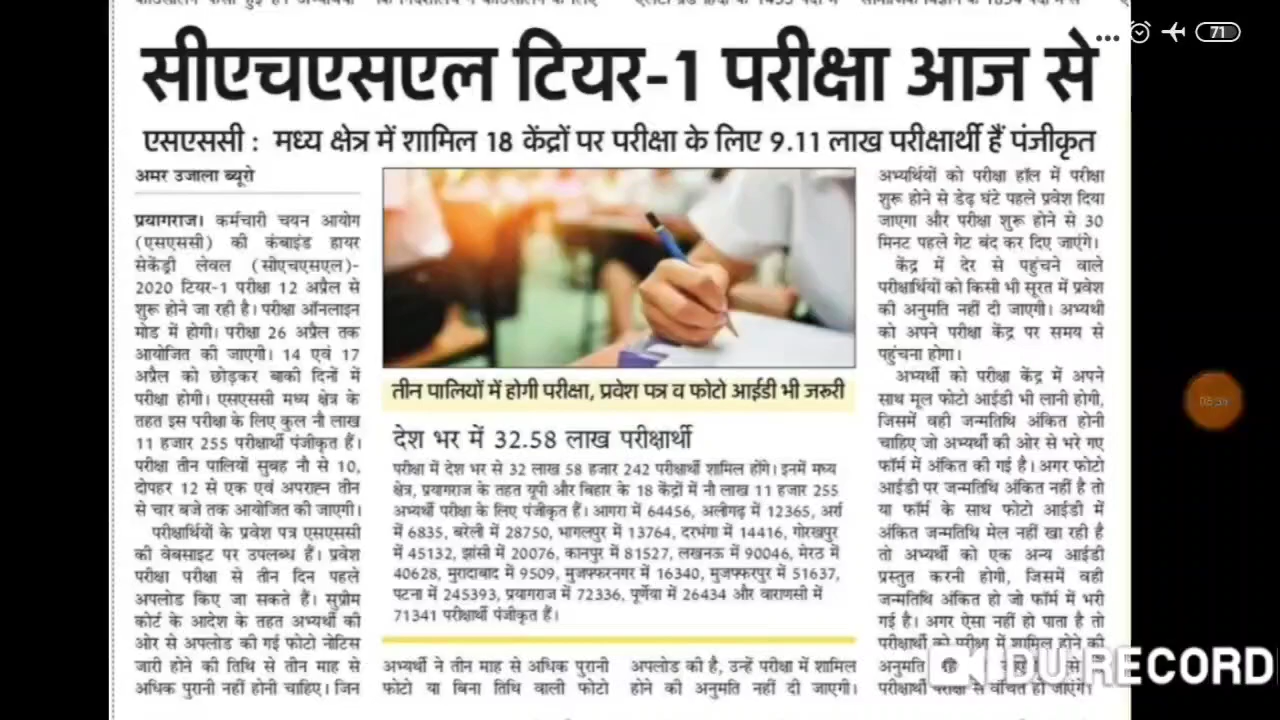 71
सीएचएसएल टियर-1 परीक्षा आज से
एसएससी : मध्य क्षेत्र में शामिल 18 केंद्रों पर परीक्षा के लिए 9.11 लाख परीक्षार्थी हैं पंजीकृत
अमर उजाला ब्यूरो
प्रयागराज। कर्मचारी चयन आयोग
(एसएससी) की कंबाइंड हायर
सेकेंड्री लेवल (सीएचएसएल)-
2020 टियर-1 परीक्षा 12 अप्रैल से
शुरू होने जा रही है। परीक्षा ऑनलाइन
मोड में होगी। परीक्षा 26 अप्रैल तक
आयोजित की जाएगी। 14 एवं 17
अप्रैल को छोड़कर बाकी दिनों में
परीक्षा होगी। एसएससी मध्य क्षेत्र के
तहत इस परीक्षा के लिए कुल नौ लाख
11 हजार 255 परीक्षार्थी पंजीकृत हैं।
परीक्षा तीन पालियों सुबह नौ से 10,
दोपहर 12 से एक एवं अपराह्न तीन
से चार बजे तक आयोजित की जाएगी।
परीक्षार्थियों के प्रवेश पत्र एसएससी
की वेबसाइट पर उपलब्ध हैं। प्रवेश
परीक्षा परीक्षा से तीन दिन पहले
अपलोड किए जा सकते हैं। सुप्रीम
कोर्ट के आदेश के तहत अभ्यर्थी की
ओर से अपलोड की गई फोटो नोटिस
जारी होने की तिथि से तीन माह से
अधिक पुरानी नहीं होनी चाहिए। जिन
तीन पालियों में होगी परीक्षा, प्रवेश पत्र व फोटो आईडी भी जरूरी
देश भर में 32.58 लाख परीक्षार्थी
परीक्षा में देश भर से 32 लाख 58 हजार 242 परीक्षार्थी शामिल होंगे। इनमें मध्य
क्षेत्र, प्रयागराज के तहत यूपी और बिहार के 18 केंद्रों में नौ लाख 11 हजार 255
अभ्यर्थी परीक्षा के लिए पंजीकृत हैं। आगरा में 64456, अलीगढ़ में 12365, अर्रा
में 6835, बरेली में 28750, भागलपुर में 13764, दरभंगा में 14416, गोरखपुर
में 45132, झांसी में 20076, कानपुर में 81527, लखनऊ में 90046, मेरठ में
40628, मुरादाबाद में 9509, मुजफ्फरनगर में 16340, मुजफ्फरपुर में 51637,
पटना में 245393, प्रयागराज में 72336, पूर्णेया में 26434 और वाराणसी में
71341 परीक्षार्थी पंजीकृत हैं।
अभ्यर्थी ने तीन माह से अधिक पुरानी
फोटो या बिना तिथि वाली फोटो
अपलोड की है, उन्हें परीक्षा में शामिल
होने की अनुमति नहीं दी जाएगी।
अभ्यर्थियों को परीक्षा हॉल में परीक्षा
शुरू होने से डेढ़ घंटे पहले प्रवेश दिया
जाएगा और परीक्षा शुरू होने से 30
मिनट पहले गेट बंद कर दिए जाएंगे।
केंद्र में देर से पहुंचने वाले
परीक्षार्थियों को किसी भी सूरत में प्रवेश
की अनुमति नहीं दी जाएगी। अभ्यथी
को अपने परीक्षा केंद्र पर समय से
पहुंचना होगा।
अभ्यर्थी को परीक्षा केंद्र में अपने
साथ मूल फोटो आईडी भी लानी होगी,
जिसमें वही जन्मतिथि अंकित होनी
चाहिए जो अभ्यर्थी की ओर से भरे गए
फॉर्म में अंकित की गई है। अगर फोटो
आईडी पर जन्मतिथि अंकित नहीं है तो
या फॉर्म के साथ फोटो आईडी में
अंकित जन्मतिथि मेल नहीं खा रही है
तो अभ्यर्थी को एक अन्य आईडी
प्रस्तुत करनी होगी, जिसमें वही
जन्मतिथि अंकित हो जो फॉर्म में भरी
गई है। अगर ऐसा नहीं हो पाता है तो
परीक्षार्थी को परीक्षा में शामिल होने की
अनुमति
परीक्षार्थी परीक्षा से वंचित हो जाएंगे।
DU RECORD